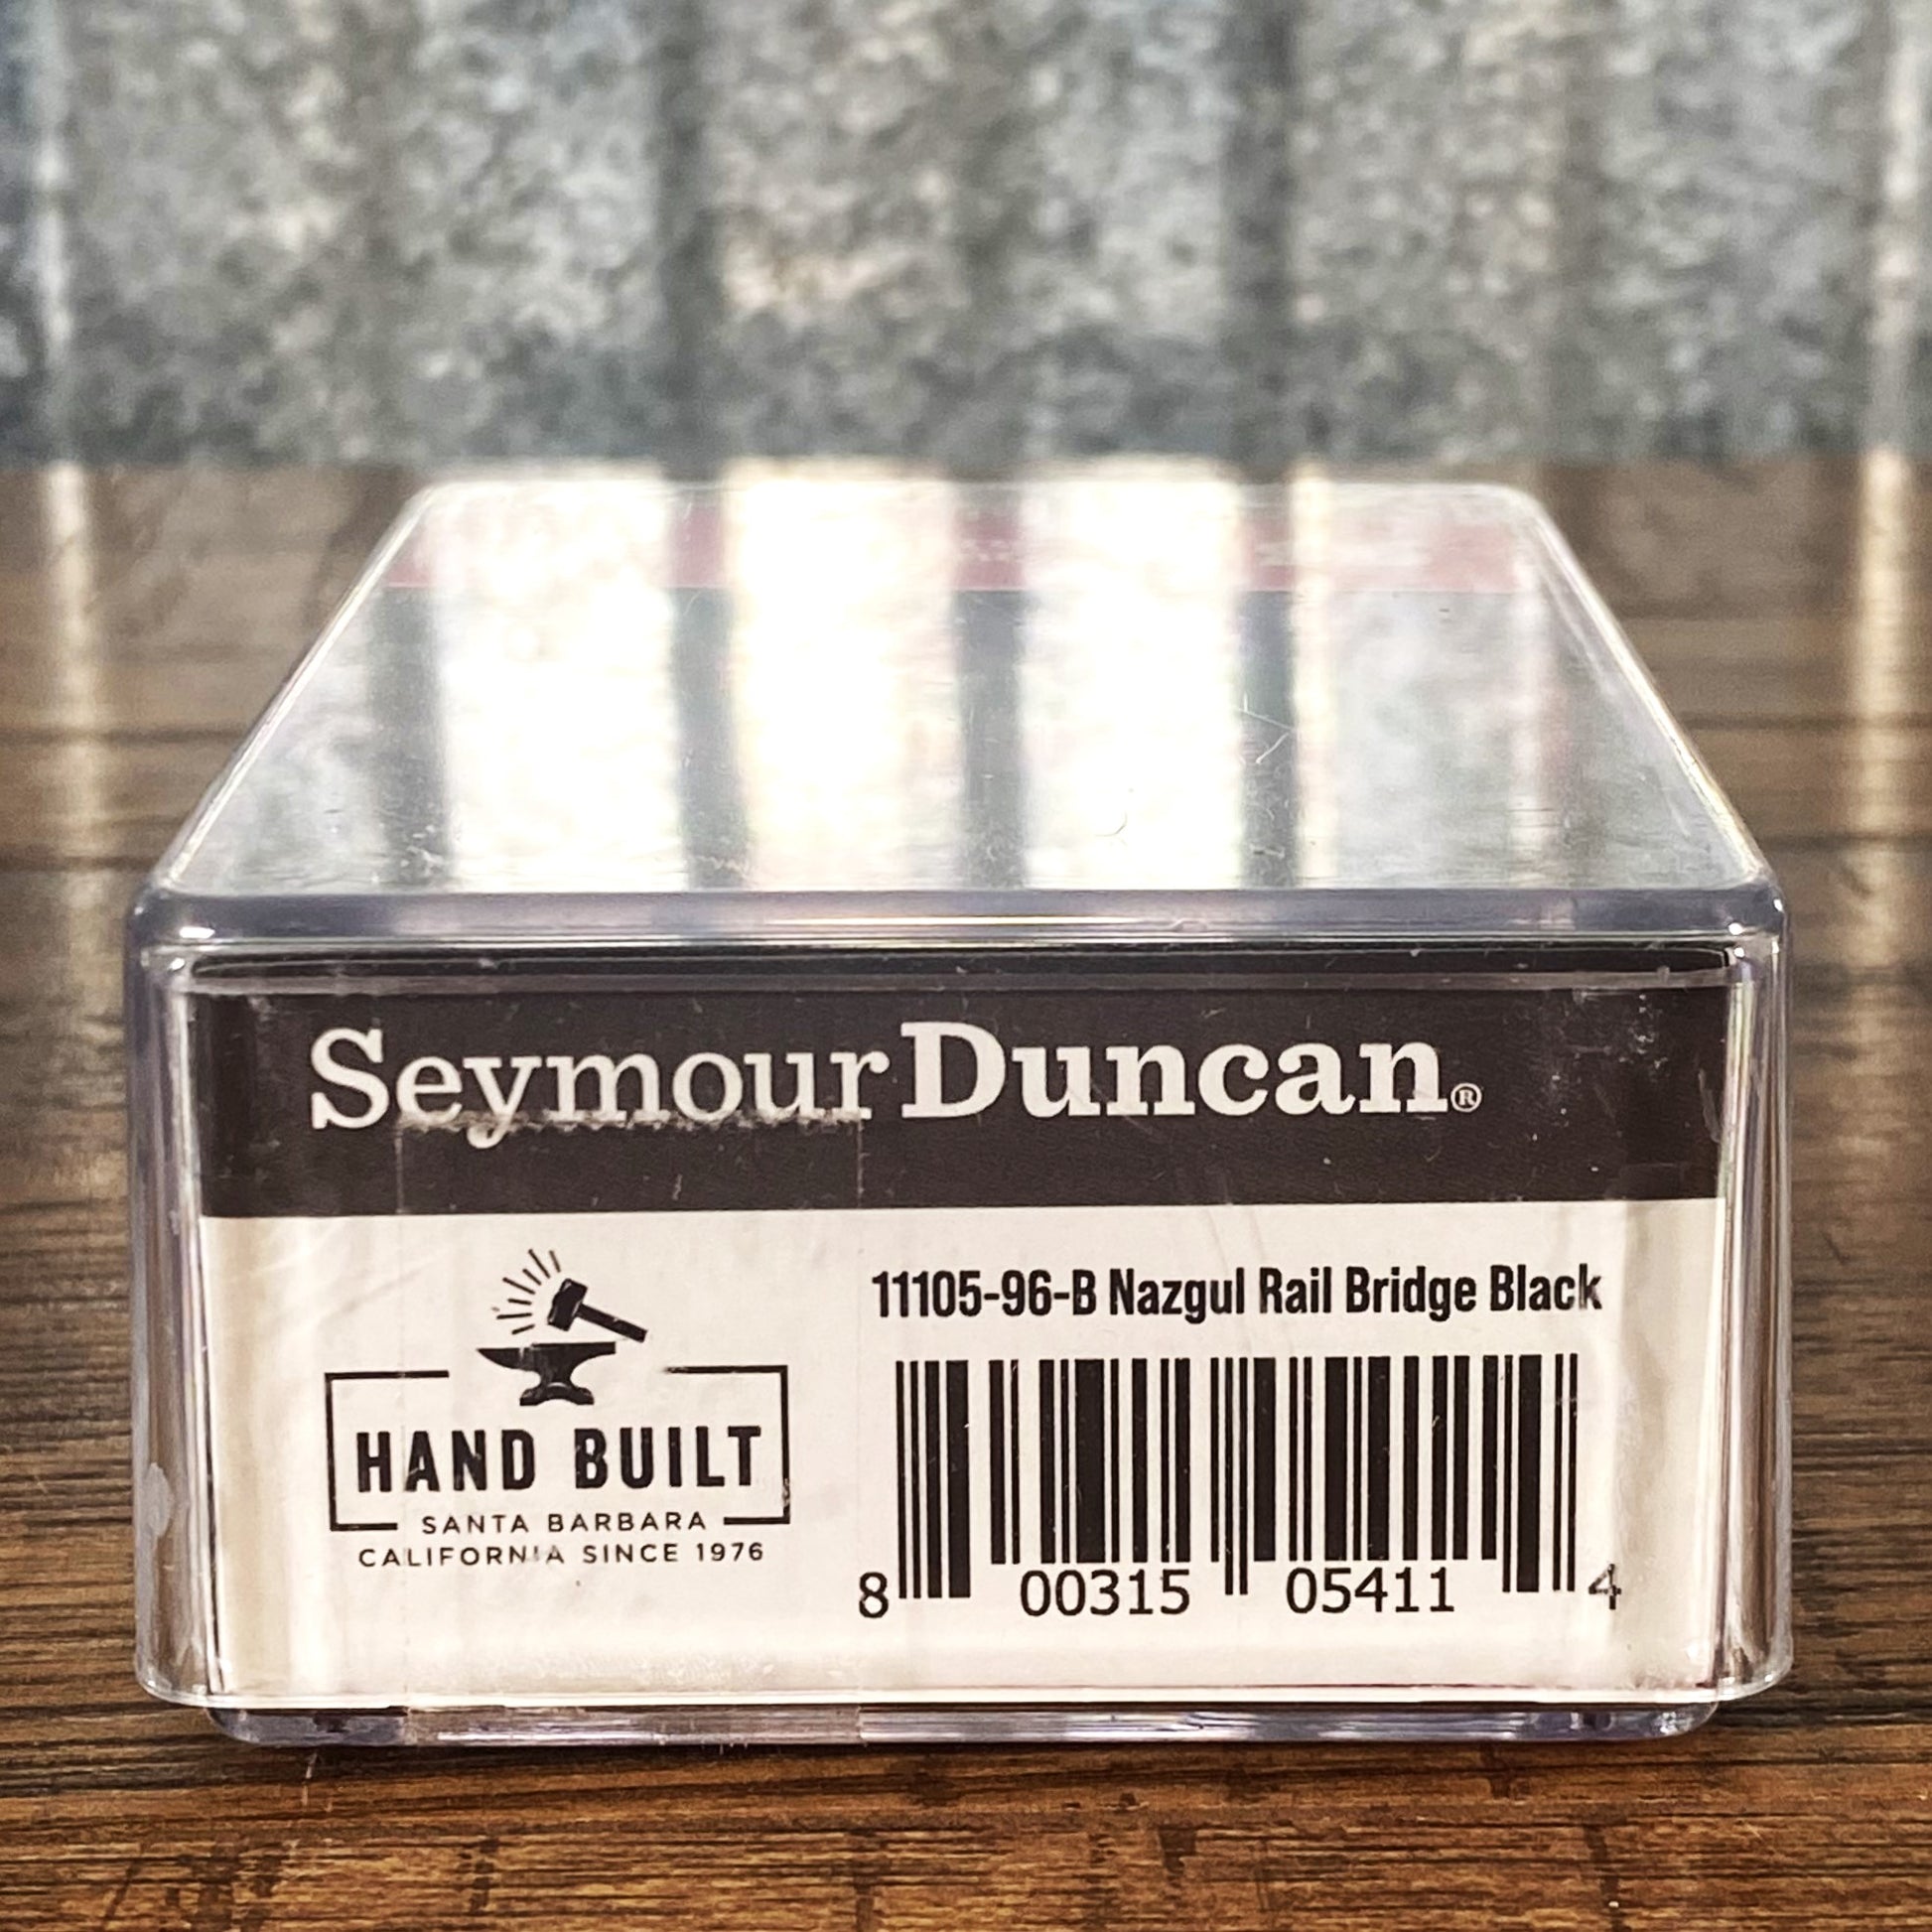 Seymour Duncan®
11105-96-B Nazgul Rail Bridge Black
HAND BUILT
SANTA BARBARA
CALIFORNIA SINCE 1976
8 00315 05411 4